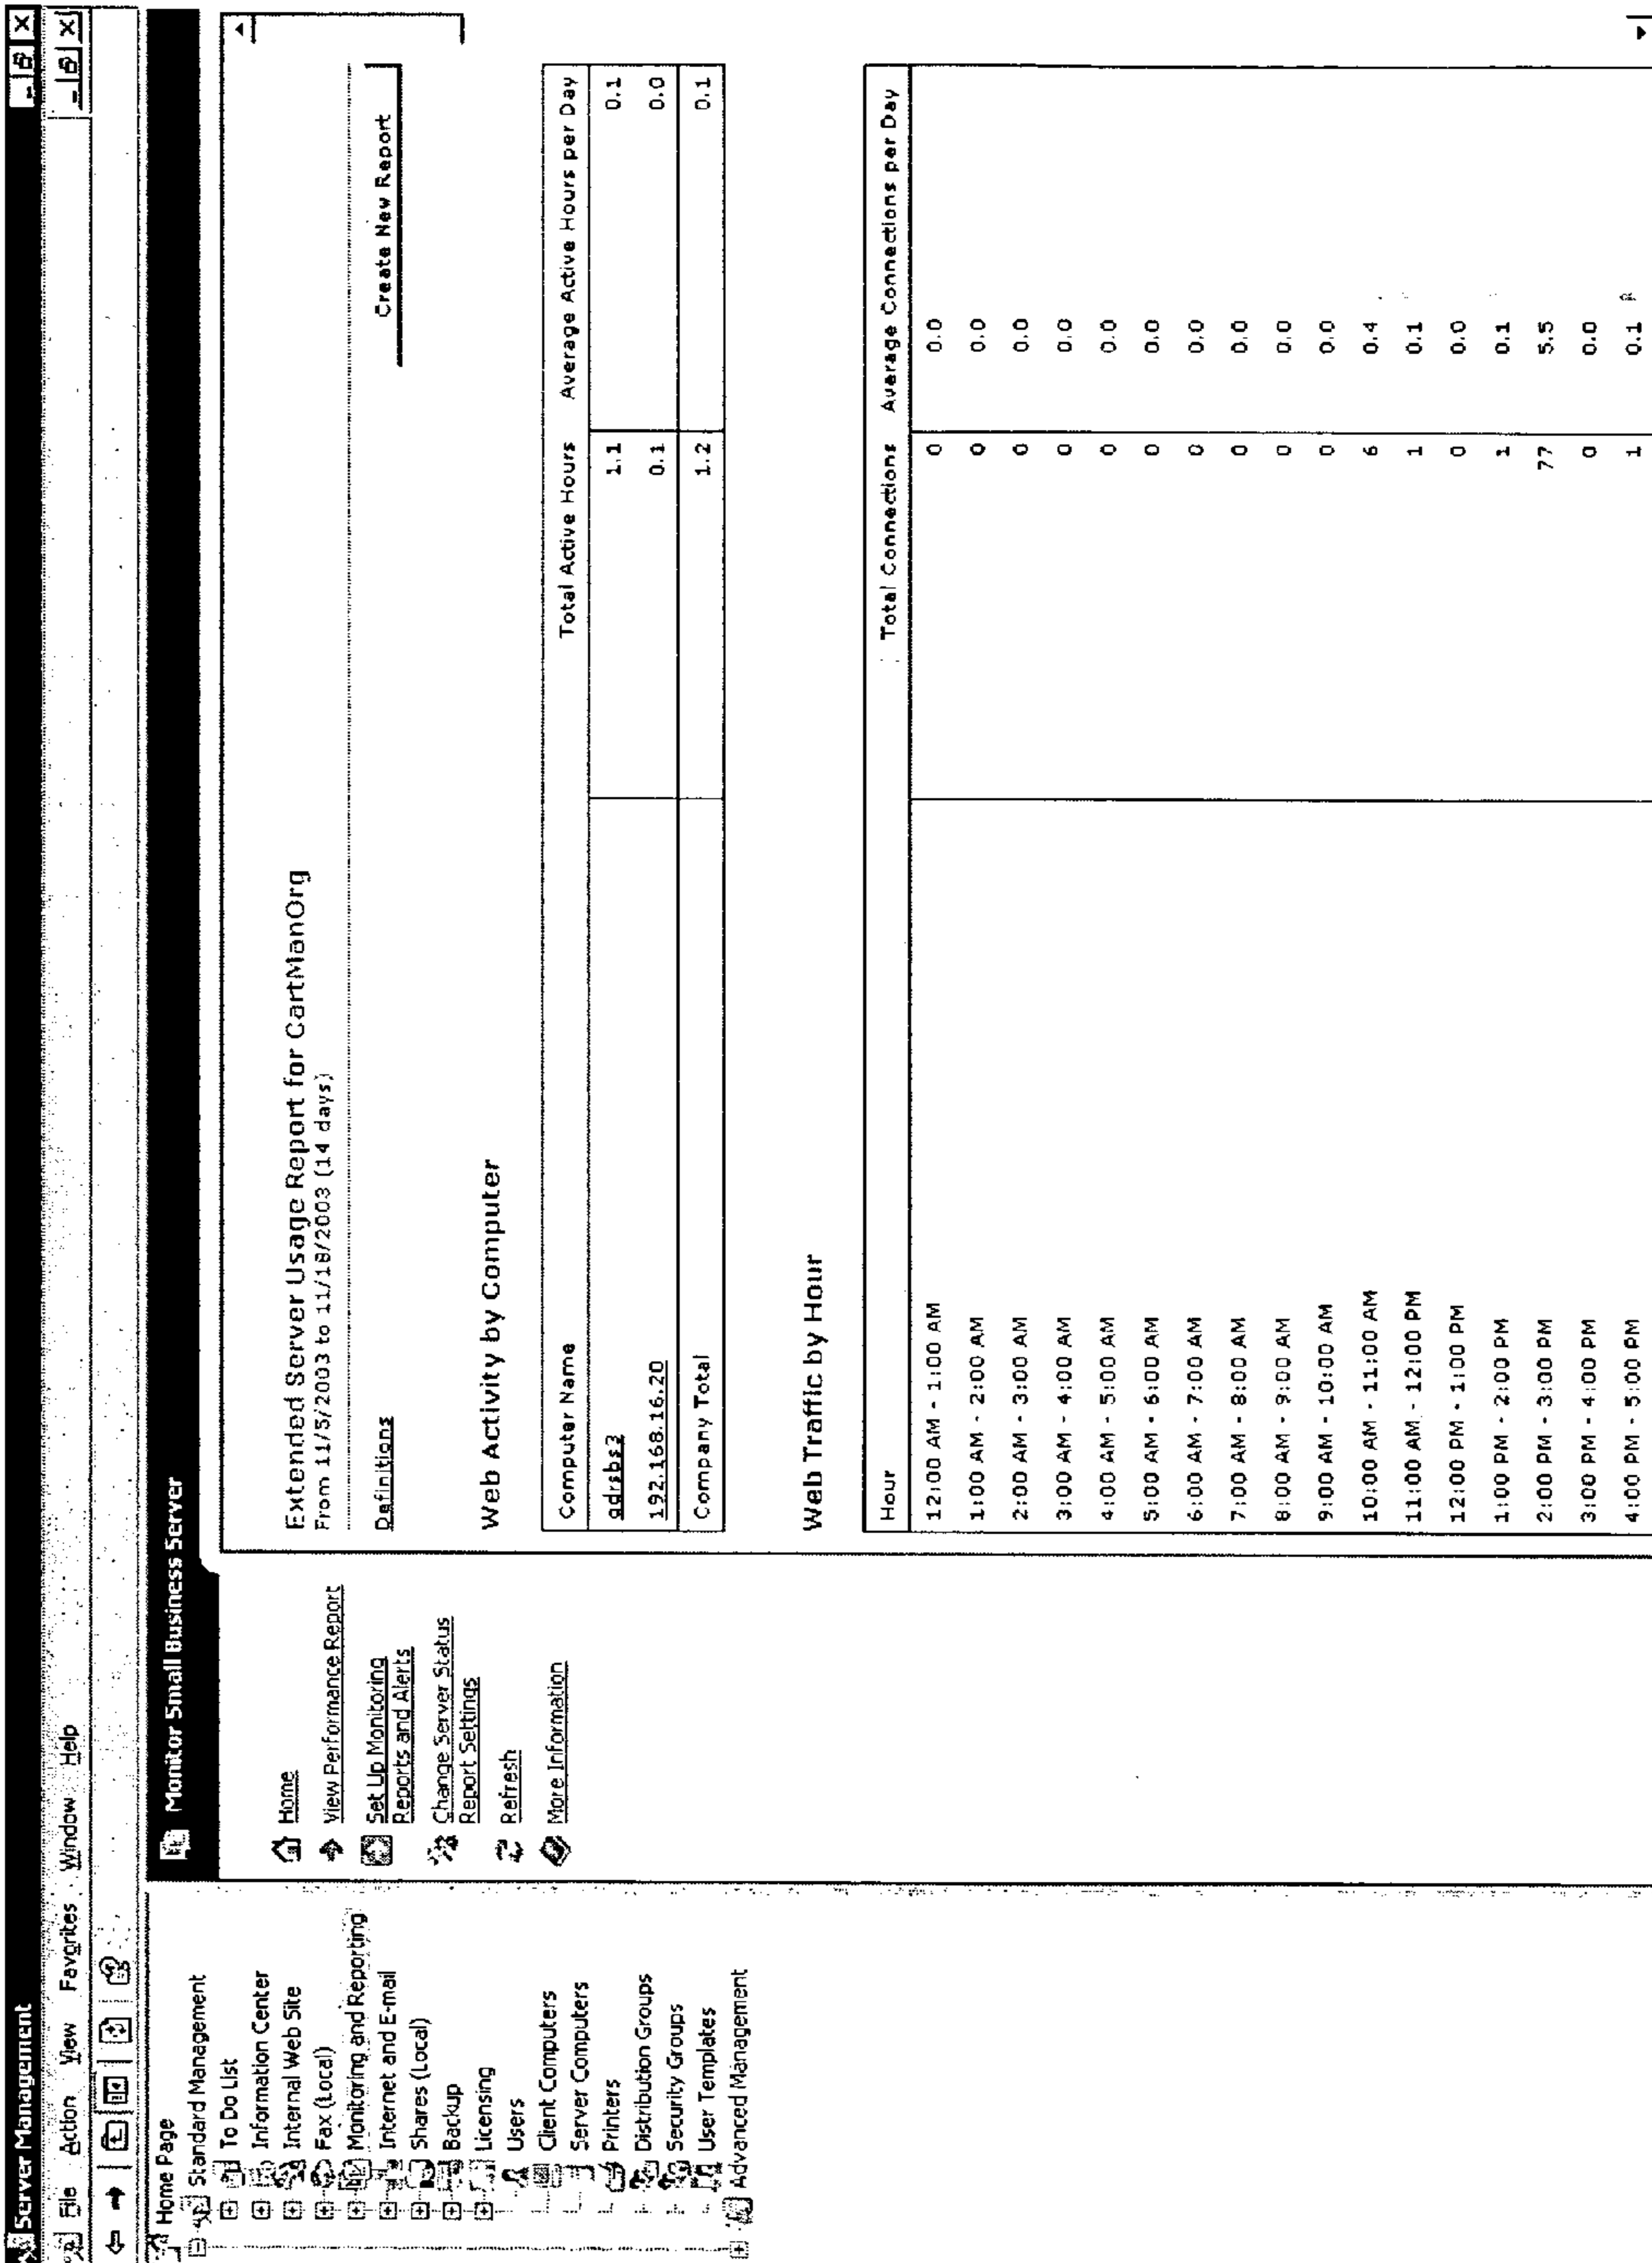 Server Management
File Action View Favorites Window Help
Home Page
Standard Management
To Do List
Information Center
Internal Web Site
Fax (Local)
Monitoring and Reporting
Internet and E-mail
Shares (Local)
Backup
Licensing
Users
Client Computers
Server Computers
Printers
Distribution Groups
Security Groups
User Templates
Advanced Management
Monitor Small Business Server
Home
View Performance Report
Set Up Monitoring
Reports and Alerts
Change Server Status
Report Settings
Refresh
More Information
Extended Server Usage Report for CartManOrg
From 11/5/2003 to 11/18/2003 (14 days)
Definitions Create New Report
Web Activity by Computer
Computer Name Total Active Hours Average Active Hours per Day
qdrsbs3 1.1 0.1
192.168.16.20 0.1 0.0
Company Total 1.2 0.1
Web Traffic by Hour
Hour Total Connections Average Connections per Day
12:00 AM - 1:00 AM 0 0.0
1:00 AM - 2:00 AM 0 0.0
2:00 AM - 3:00 AM 0 0.0
3:00 AM - 4:00 AM 0 0.0
4:00 AM - 5:00 AM 0 0.0
5:00 AM - 6:00 AM 0 0.0
6:00 AM - 7:00 AM 0 0.0
7:00 AM - 8:00 AM 0 0.0
8:00 AM - 9:00 AM 0 0.0
9:00 AM - 10:00 AM 0 0.0
10:00 AM - 11:00 AM 6 0.4
11:00 AM - 12:00 PM 1 0.1
12:00 PM - 1:00 PM 0 0.0
1:00 PM - 2:00 PM 1 0.1
2:00 PM - 3:00 PM 77 5.5
3:00 PM - 4:00 PM 0 0.0
4:00 PM - 5:00 PM 1 0.1